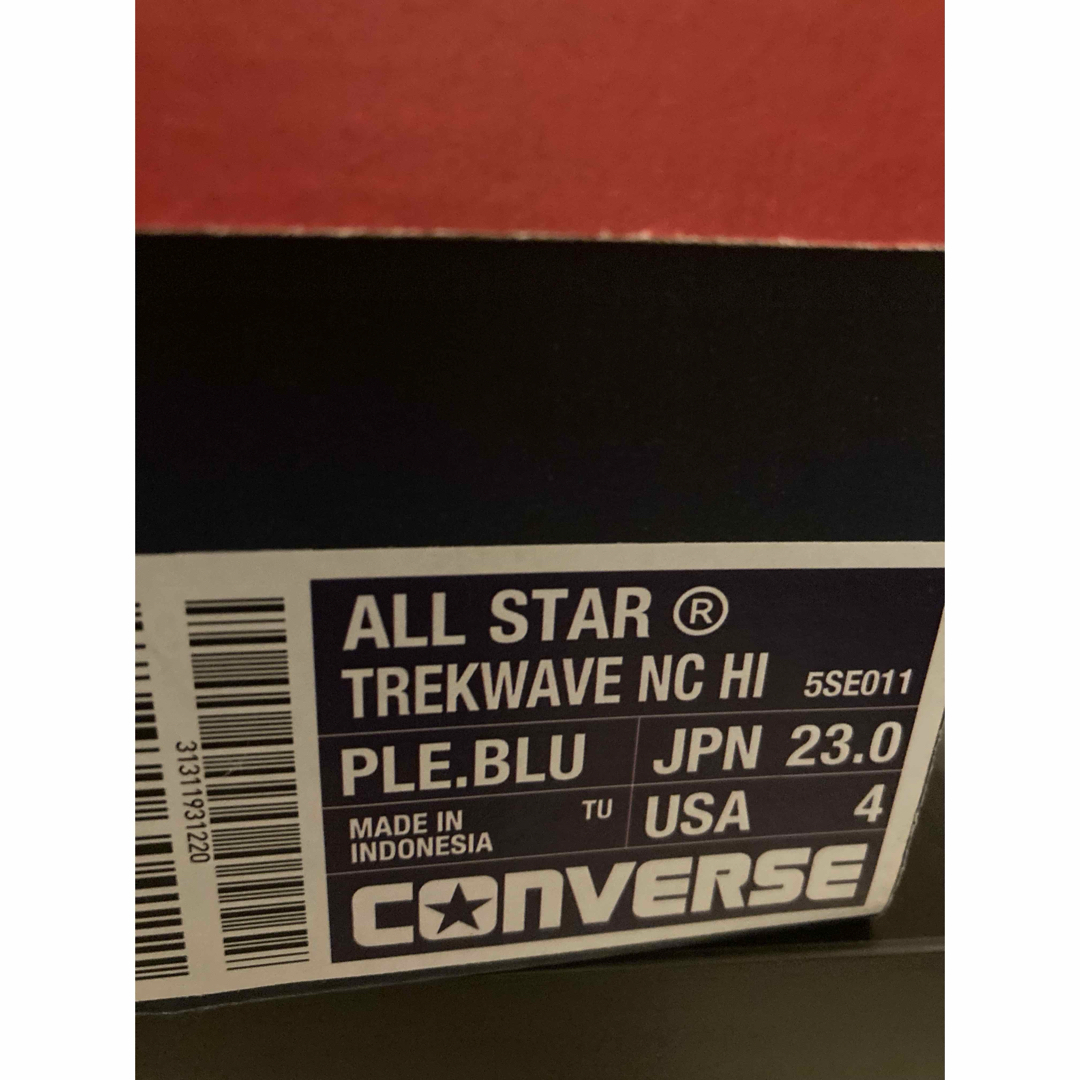 ALL STAR ®
TREKWAVE NC HI 5SE011
PLE.BLU JPN 23.0
MADE IN INDONESIA TU USA 4
CONVERSE
31311931220